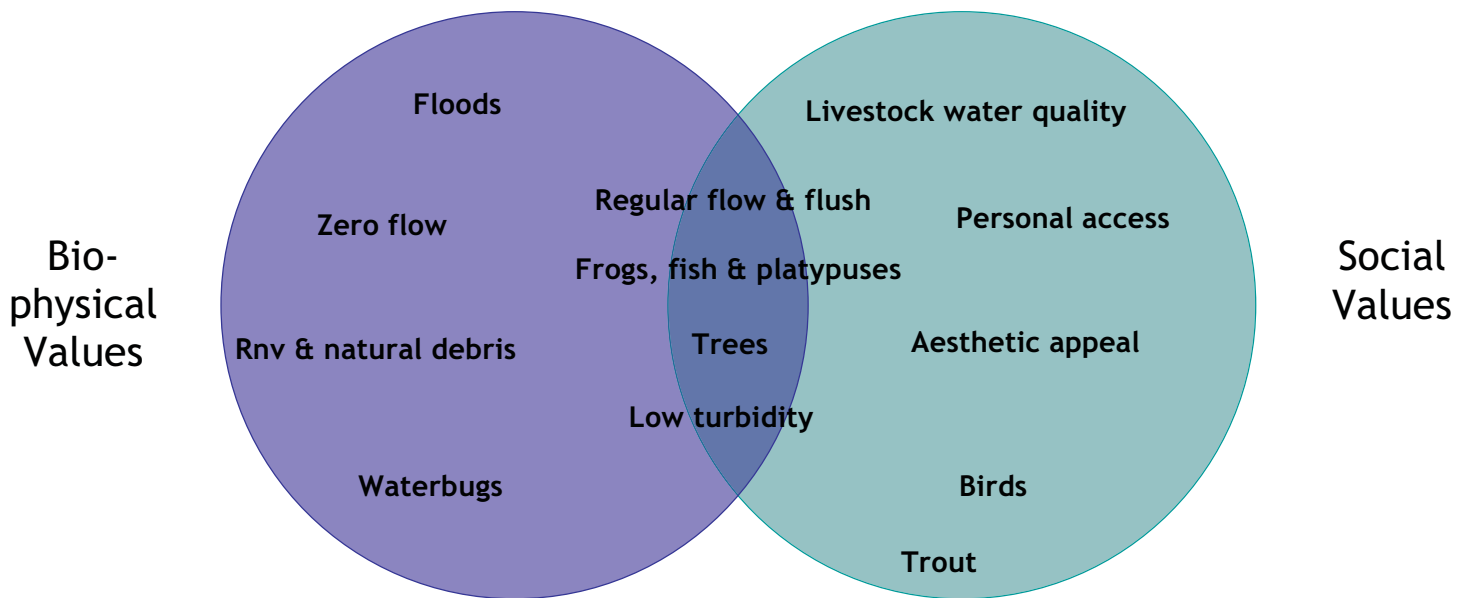 Bio-
physical
Values
Floods
Zero flow
Rnv & natural debris
Waterbugs
Regular flow & flush
Frogs, fish & platypuses
Trees
Low turbidity
Livestock water quality
Personal access
Aesthetic appeal
Birds
Trout
Social
Values